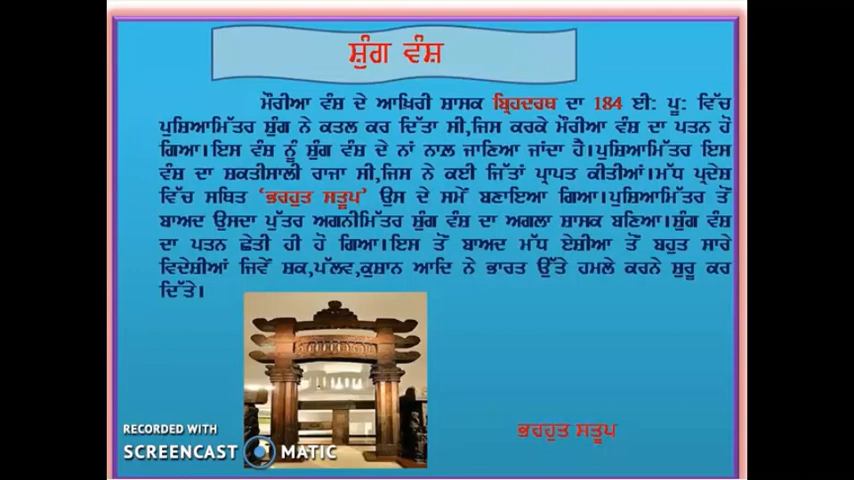 ਸ਼ੁੰਗ ਵੰਸ਼
ਮੌਰੀਆ ਵੰਸ਼ ਦੇ ਆਖ਼ਿਰੀ ਸ਼ਾਸਕ ਬ੍ਰਿਹਦਰਥ ਦਾ 184 ਈ: ਪੂ: ਵਿੱਚ
ਪੁਸ਼ਿਆਮਿੱਤਰ ਸ਼ੁੰਗ ਨੇ ਕਤਲ ਕਰ ਦਿੱਤਾ ਸੀ,ਜਿਸ ਕਰਕੇ ਮੌਰੀਆ ਵੰਸ਼ ਦਾ ਪਤਨ ਹੋ
ਗਿਆ।ਇਸ ਵੰਸ਼ ਨੂੰ ਸ਼ੁੰਗ ਵੰਸ਼ ਦੇ ਨਾਂ ਨਾਲ਼ ਜਾਣਿਆ ਜਾਂਦਾ ਹੈ।ਪੁਸ਼ਿਆਮਿੱਤਰ ਇਸ
ਵੰਸ਼ ਦਾ ਸ਼ਕਤੀਸਾਲੀ ਰਾਜਾ ਸੀ,ਜਿਸ ਨੇ ਕਈ ਜਿੱਤਾਂ ਪ੍ਰਾਪਤ ਕੀਤੀਆਂ।ਮੱਧ ਪ੍ਰਦੇਸ਼
ਵਿੱਚ ਸਥਿਤ ‘ਭਰਹੁਤ ਸਤੂਪ’ ਉਸ ਦੇ ਸਮੇਂ ਬਣਾਇਆ ਗਿਆ।ਪੁਸ਼ਿਆਮਿੱਤਰ ਤੋਂ
ਬਾਅਦ ਉਸਦਾ ਪੁੱਤਰ ਅਗਨੀਮਿੱਤਰ ਸ਼ੁੰਗ ਵੰਸ਼ ਦਾ ਅਗਲਾ ਸ਼ਾਸਕ ਬਣਿਆ।ਸ਼ੁੰਗ ਵੰਸ਼
ਦਾ ਪਤਨ ਛੇਤੀ ਹੀ ਹੋ ਗਿਆ।ਇਸ ਤੋਂ ਬਾਅਦ ਮੱਧ ਏਸ਼ੀਆ ਤੋਂ ਬਹੁਤ ਸਾਰੇ
ਵਿਦੇਸ਼ੀਆਂ ਜਿਵੇਂ ਸ਼ਕ,ਪੱਲਵ,ਕੁਸ਼ਾਨ ਆਦਿ ਨੇ ਭਾਰਤ ਉੱਤੇ ਹਮਲੇ ਕਰਨੇ ਸ਼ੁਰੂ ਕਰ
ਦਿੱਤੇ।
ਭਰਹੁਤ ਸਤੂਪ
RECORDED WITH
SCREENCAST MATIC